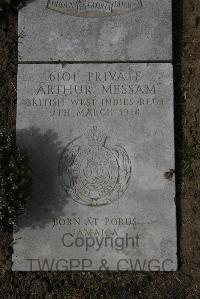 6101 PRIVATE
ARTHUR MESSAM
BRITISH WEST INDIES REGT
9TH MARCH 1918
BORN AT PORUS
JAMAICA
Copyright
TWGPP & CWGC